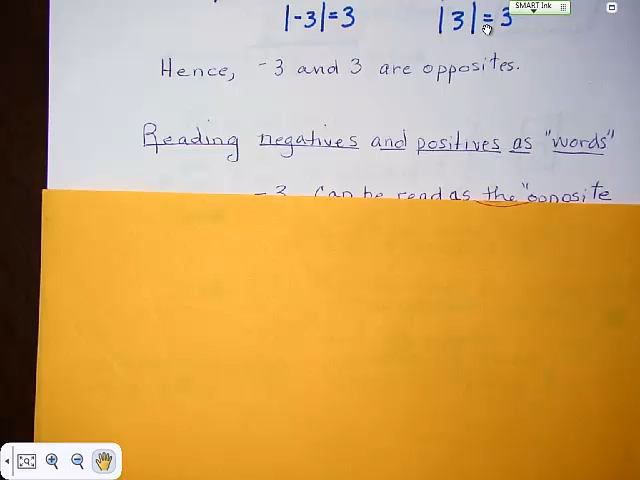 |-3|=3 |3|=3
SMART Ink
Hence, -3 and 3 are opposites.
Reading negatives and positives as "words"
-3 can be read as the "opposite